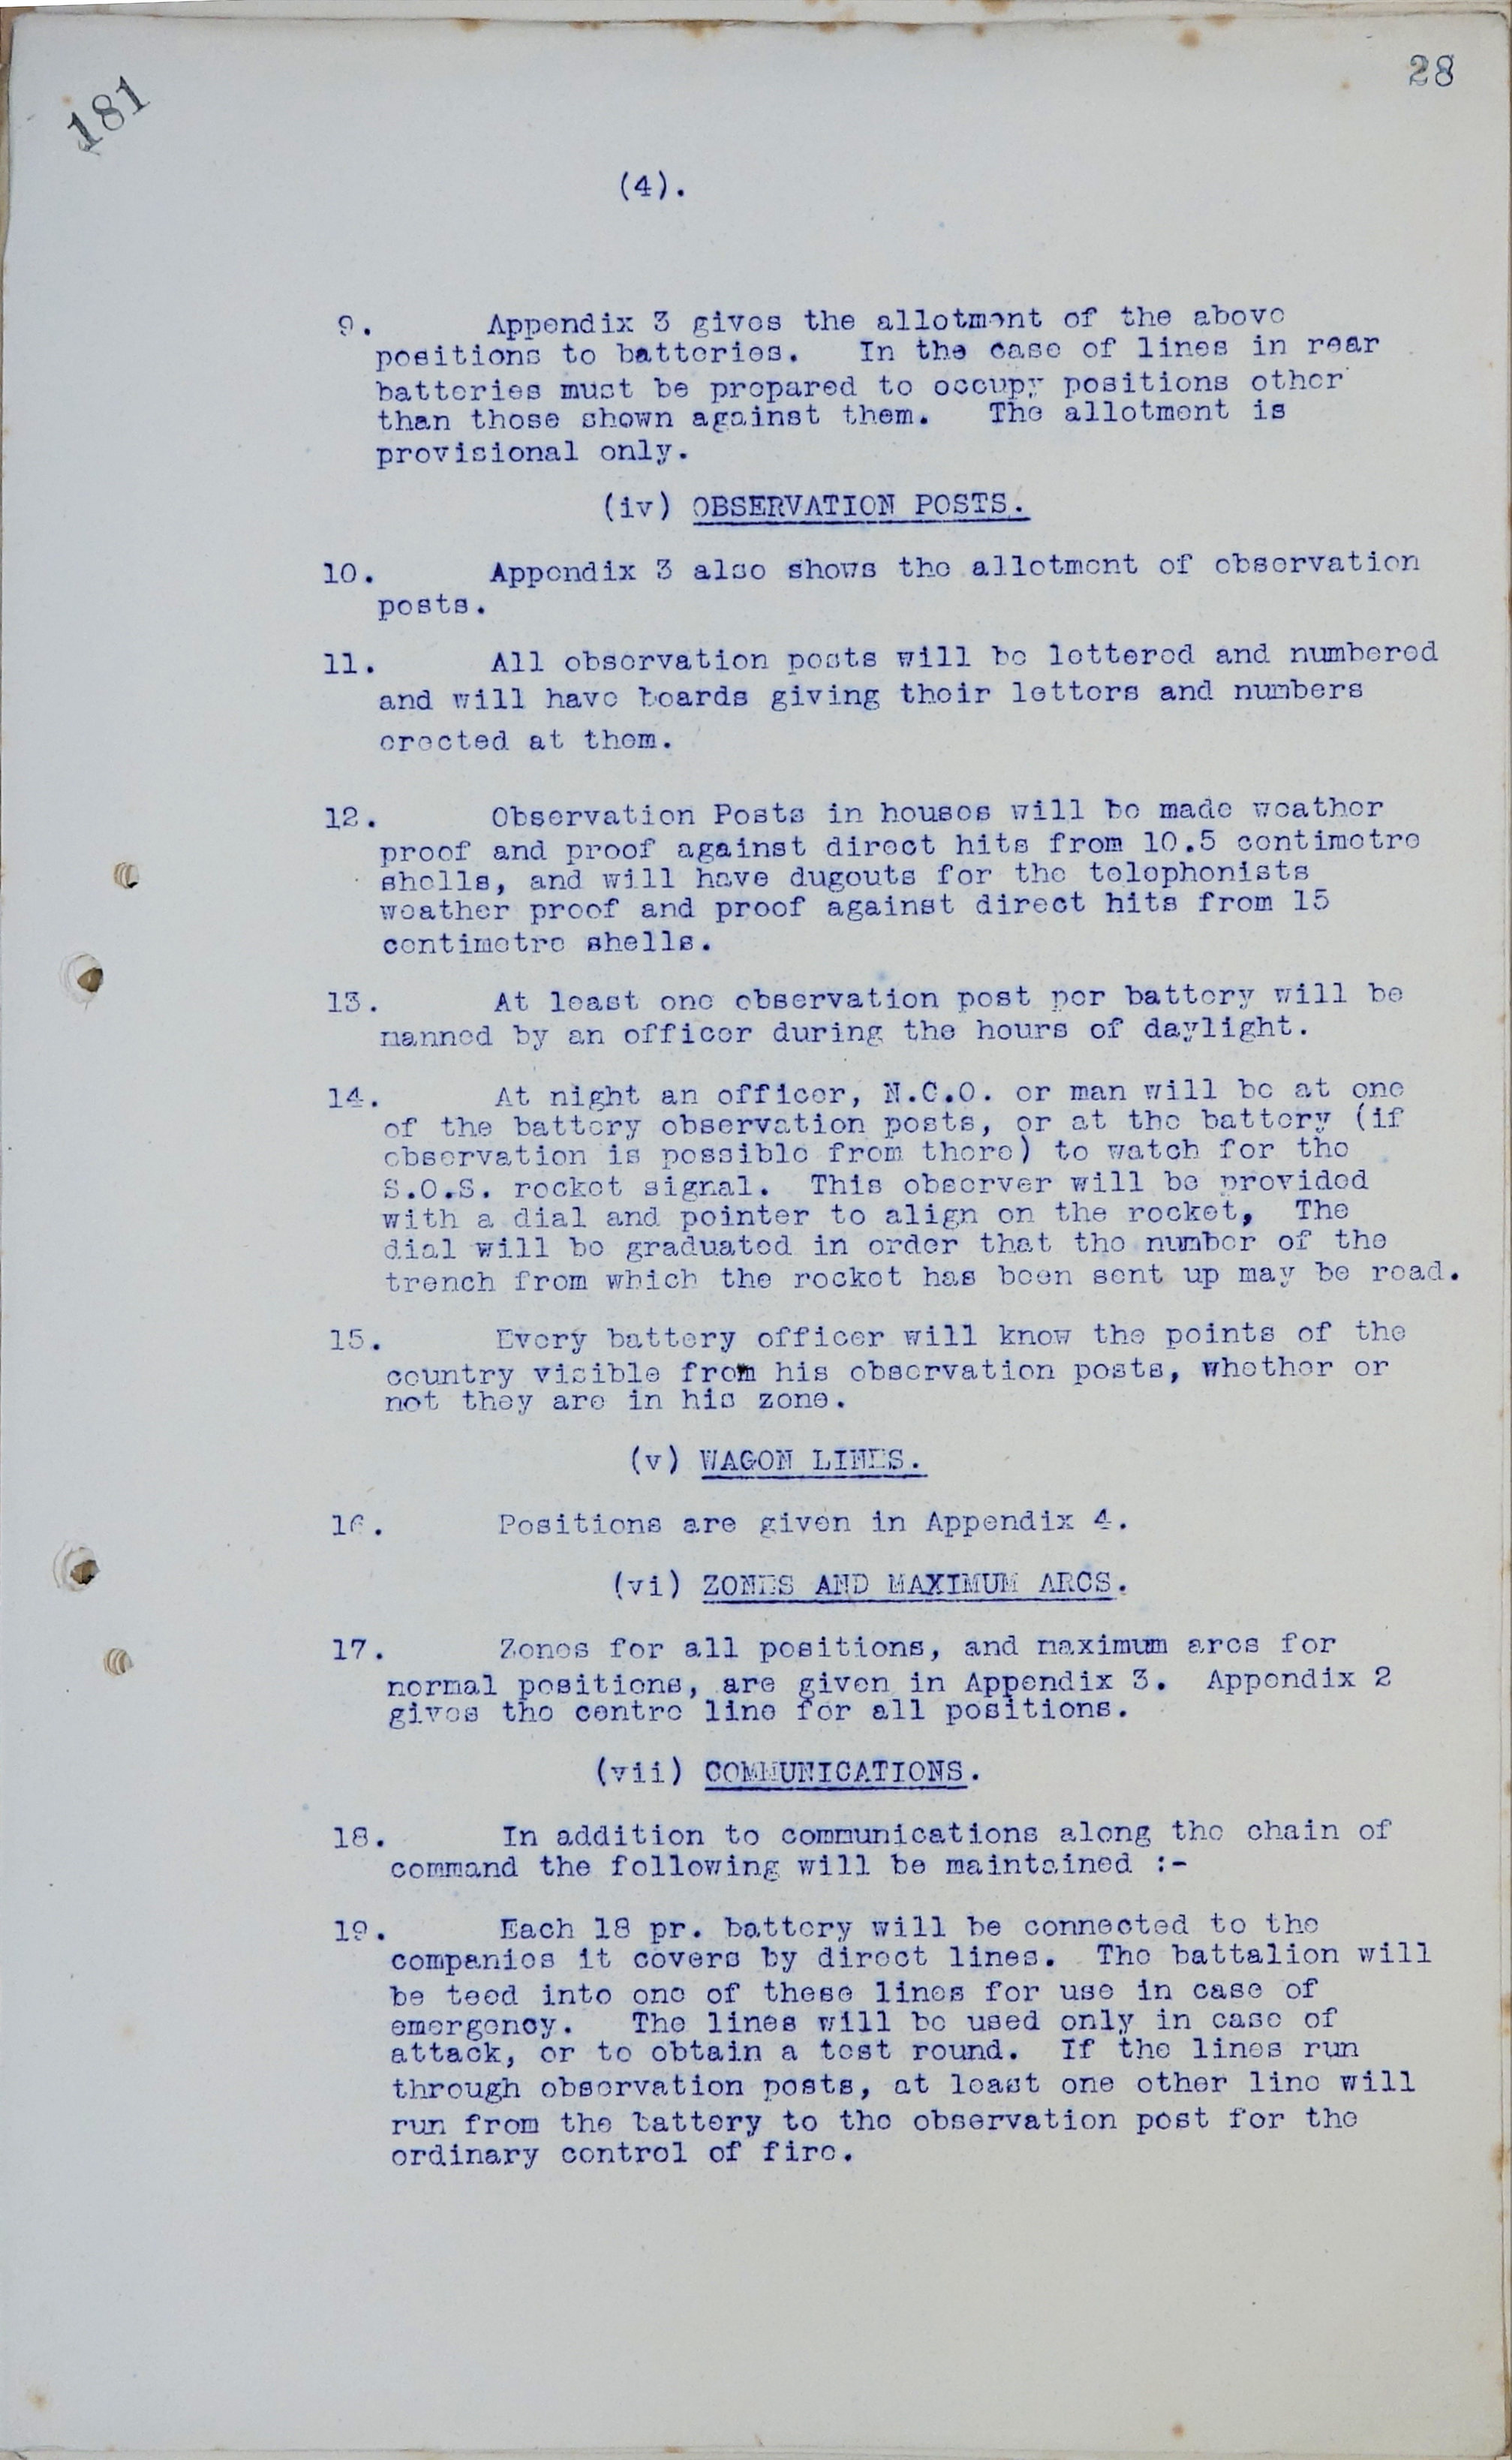 181
28
(4).
9. Appendix 3 gives the allotment of the above
positions to batteries. In the case of lines in rear
batteries must be prepared to occupy positions other
than those shown against them. The allotment is
provisional only.
(iv) OBSERVATION POSTS.
10. Appendix 3 also shows the allotment of observation
posts.
11. All observation posts will be lettered and numbered
and will have boards giving their letters and numbers
erected at them.
12. Observation Posts in houses will be made weather
proof and proof against direct hits from 10.5 centimetre
shells, and will have dugouts for the telephonists
weather proof and proof against direct hits from 15
centimetre shells.
13. At least one observation post per battery will be
manned by an officer during the hours of daylight.
14. At night an officer, N.C.O. or man will be at one
of the battery observation posts, or at the battery (if
observation is possible from there) to watch for the
S.O.S. rocket signal. This observer will be provided
with a dial and pointer to align on the rocket, The
dial will be graduated in order that the number of the
trench from which the rocket has been sent up may be read.
15. Every battery officer will know the points of the
country visible from his observation posts, whether or
not they are in his zone.
(v) WAGON LINES.
16. Positions are given in Appendix 4.
(vi) ZONES AND MAXIMUM ARCS.
17. Zones for all positions, and maximum arcs for
normal positions, are given in Appendix 3. Appendix 2
gives the centre line for all positions.
(vii) COMMUNICATIONS.
18. In addition to communications along the chain of
command the following will be maintained :-
19. Each 18 pr. battery will be connected to the
companies it covers by direct lines. The battalion will
be teed into one of these lines for use in case of
emergency. The lines will be used only in case of
attack, or to obtain a test round. If the lines run
through observation posts, at least one other line will
run from the battery to the observation post for the
ordinary control of fire.